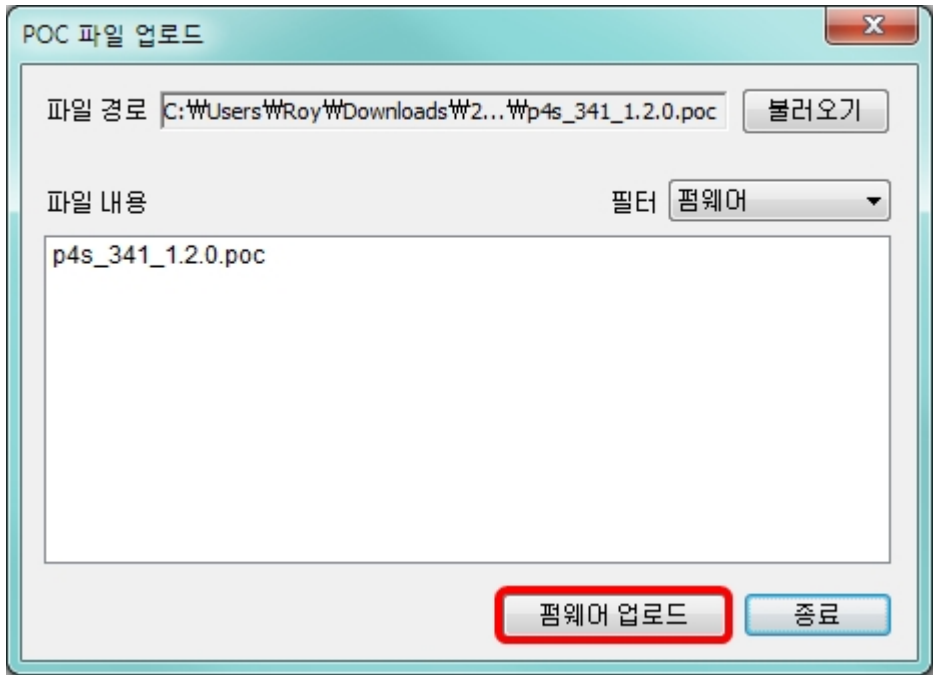 POC 파일 업로드
파일 경로 C:₩Users₩Roy₩Downloads₩2...₩p4s_341_1.2.0.poc 불러오기
파일 내용 필터 펌웨어
p4s_341_1.2.0.poc
펌웨어 업로드 종료